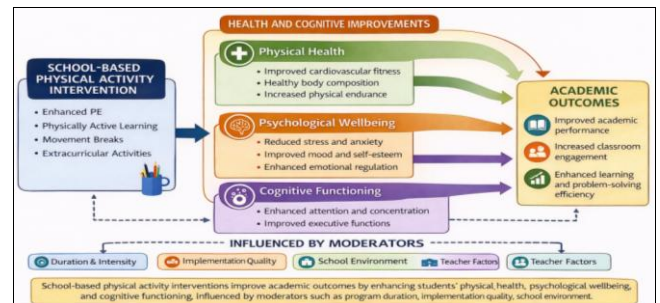 HEALTH AND COGNITIVE IMPROVEMENTS
SCHOOL-BASED
PHYSICAL ACTIVITY
INTERVENTION
• Enhanced PE
• Physically Active Learning
• Movement Breaks
• Extracurricular Activities
Physical Health
• Improved cardiovascular fitness
• Healthy body composition
• Increased physical enduance
Psychological Wellbeing
• Reduced stress and anxiety
• Improved mood and self-esteem
• Enhanced emotional regulation
Cognitive Functioning
• Enhanced attention and concentration
• Improved executive functions
ACADEMIC
OUTCOMES
Improved academic
performance
Increased classroom
engagement
Enhanced learning
and problem-solving
efficiency
INFLUENCED BY MODERATORS
Duration & Intensity
Implementation Quality
School Environment
Teacher Factors
Teacher Factors
School-based physical activity interventions improve academic outcomes by enhancing students' physical, health, psychological wellbeing,
and cognitive functioning, influenced by moderators such as program duration, implementation quality, school environment.